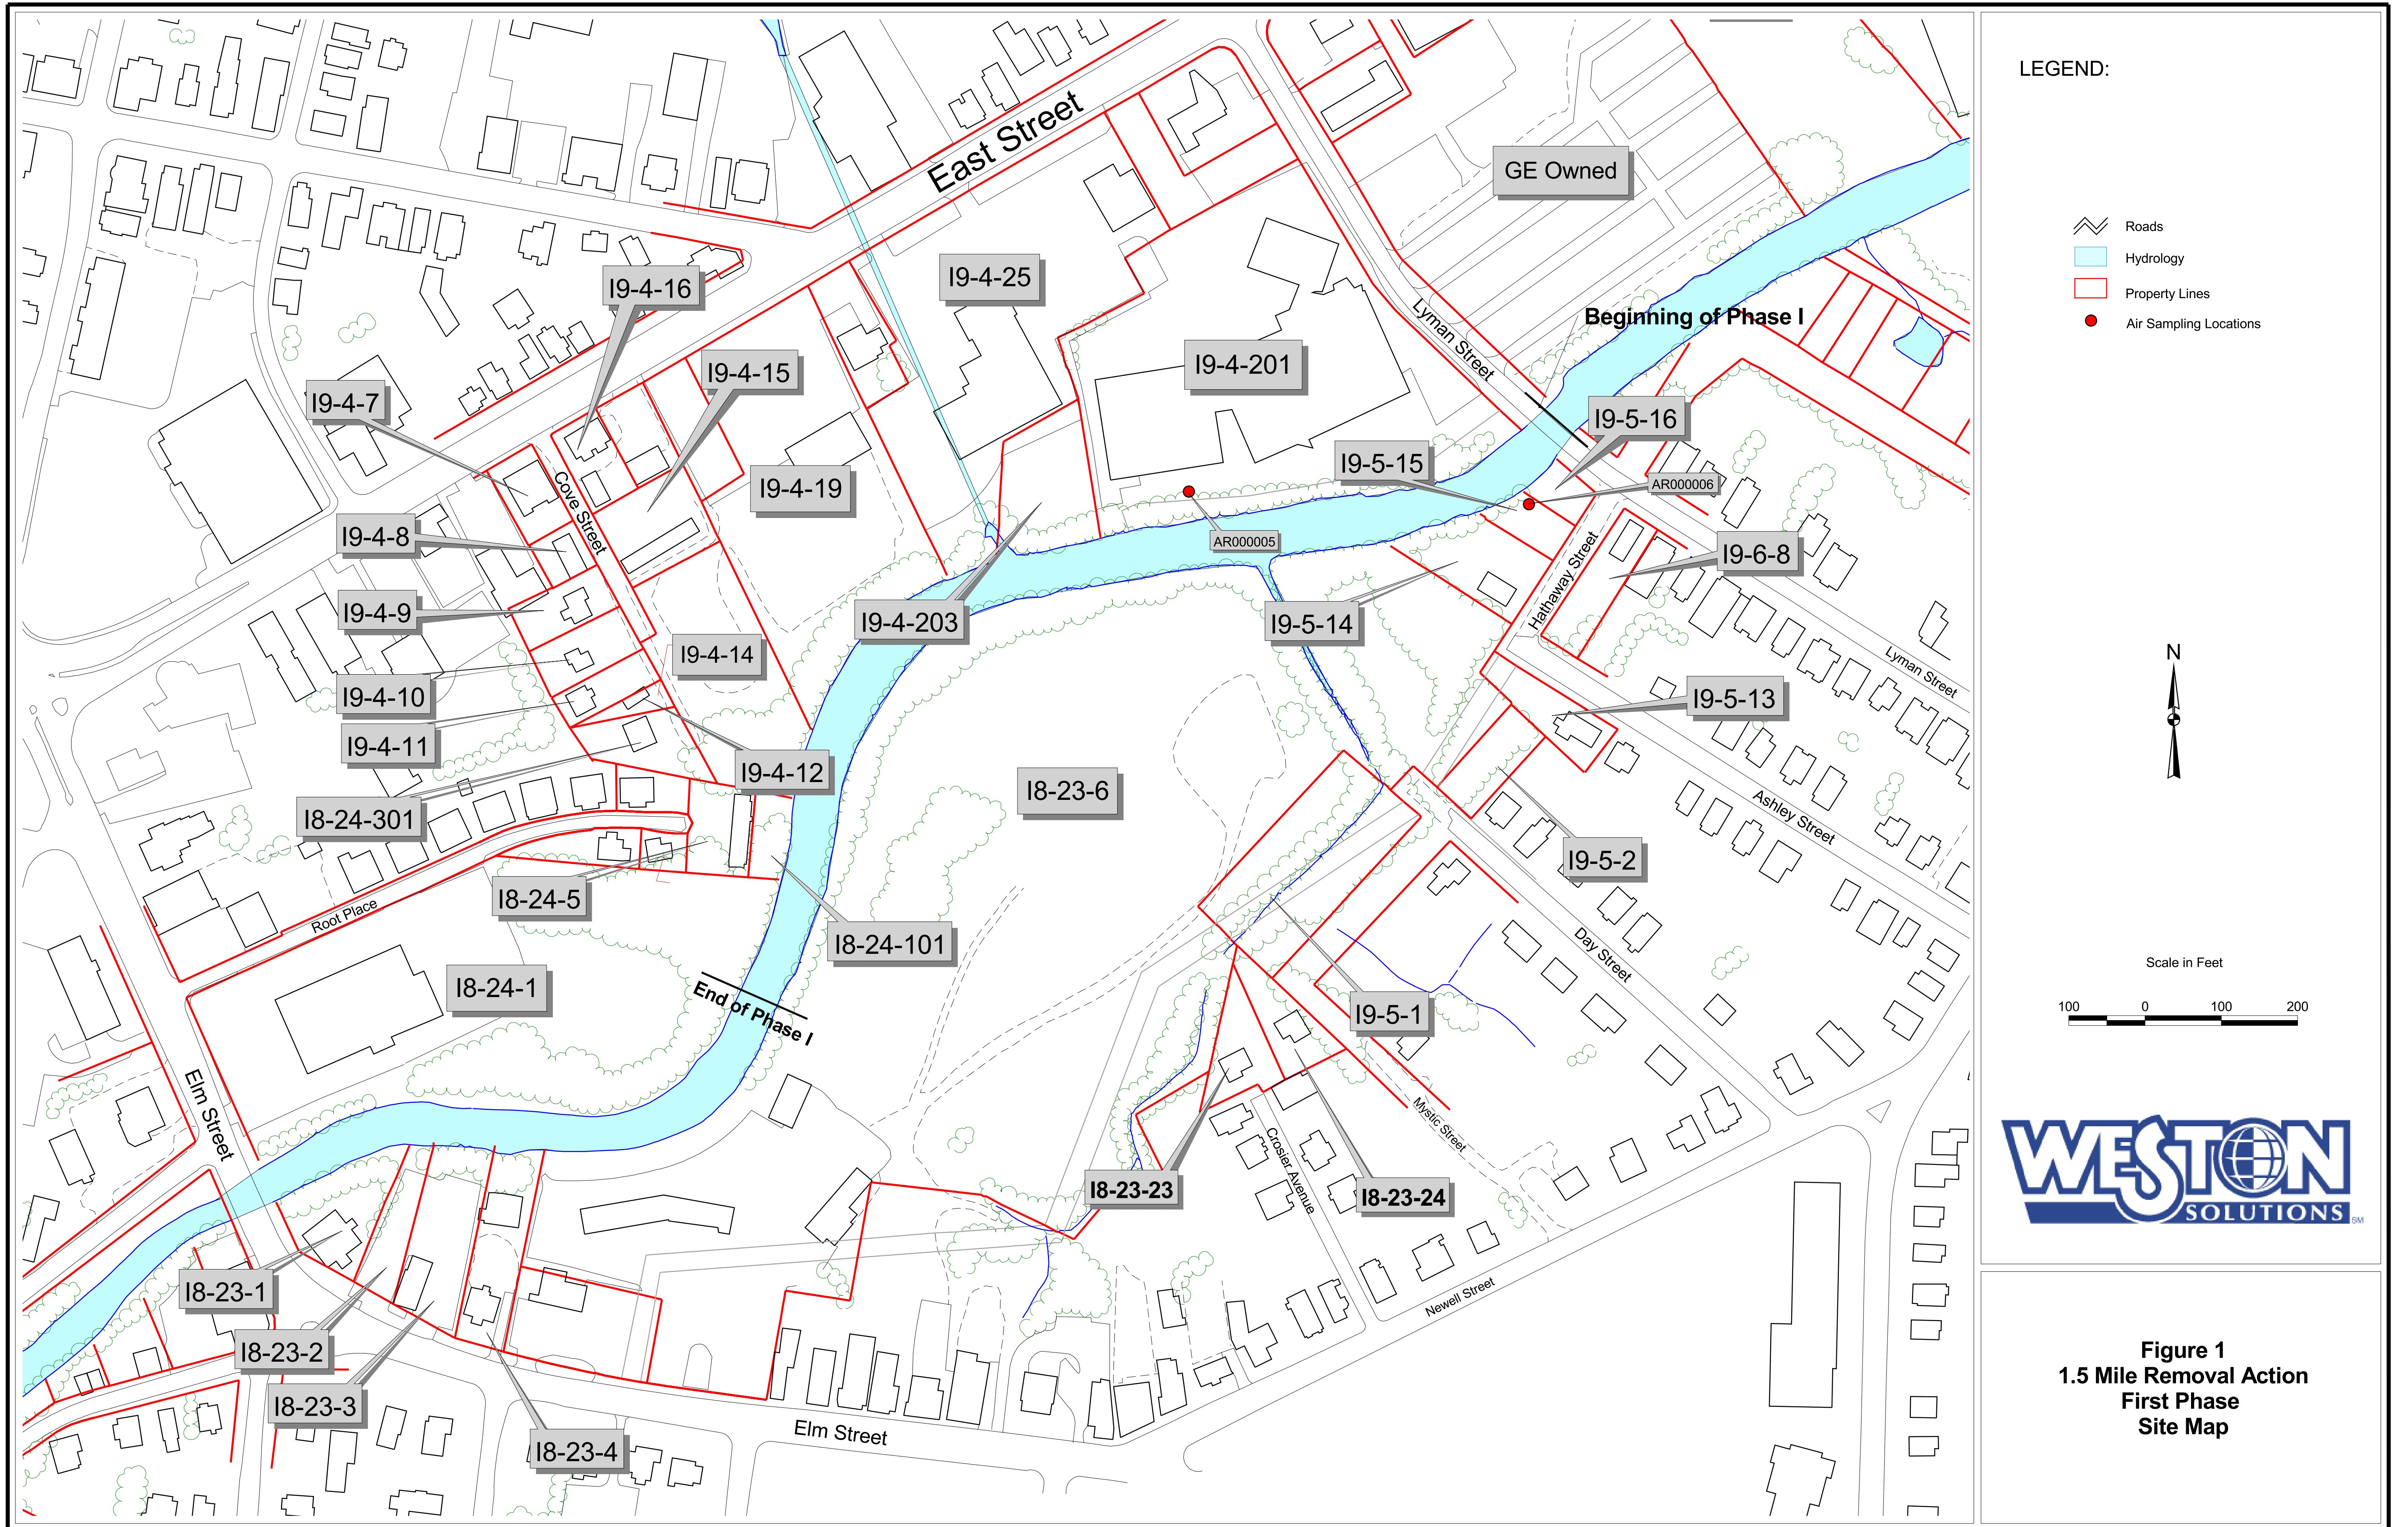 East Street
GE Owned
I9-4-16
I9-4-25
Lyman Street
Beginning of Phase I
I9-4-15
I9-4-201
I9-4-7
I9-5-16
I9-5-15
AR000006
I9-4-19
Cove Street
I9-4-8
AR000005
I9-6-8
Hathaway Street
I9-4-9
I9-4-203
I9-5-14
I9-4-14
Lyman Street
I9-4-10
I9-5-13
I9-4-11
I9-4-12
I8-23-6
I8-24-301
Ashley Street
I9-5-2
I8-24-5
Root Place
I8-24-101
Day Street
I8-24-1
End of Phase I
I9-5-1
Elm Street
Mystic Street
Crosier Avenue
I8-23-23
I8-23-24
I8-23-1
Newell Street
I8-23-2
I8-23-3
Elm Street
I8-23-4
LEGEND:
Roads
Hydrology
Property Lines
Air Sampling Locations
N
Scale in Feet
100 0 100 200
WESTON
SOLUTIONS SM
Figure 1
1.5 Mile Removal Action
First Phase
Site Map